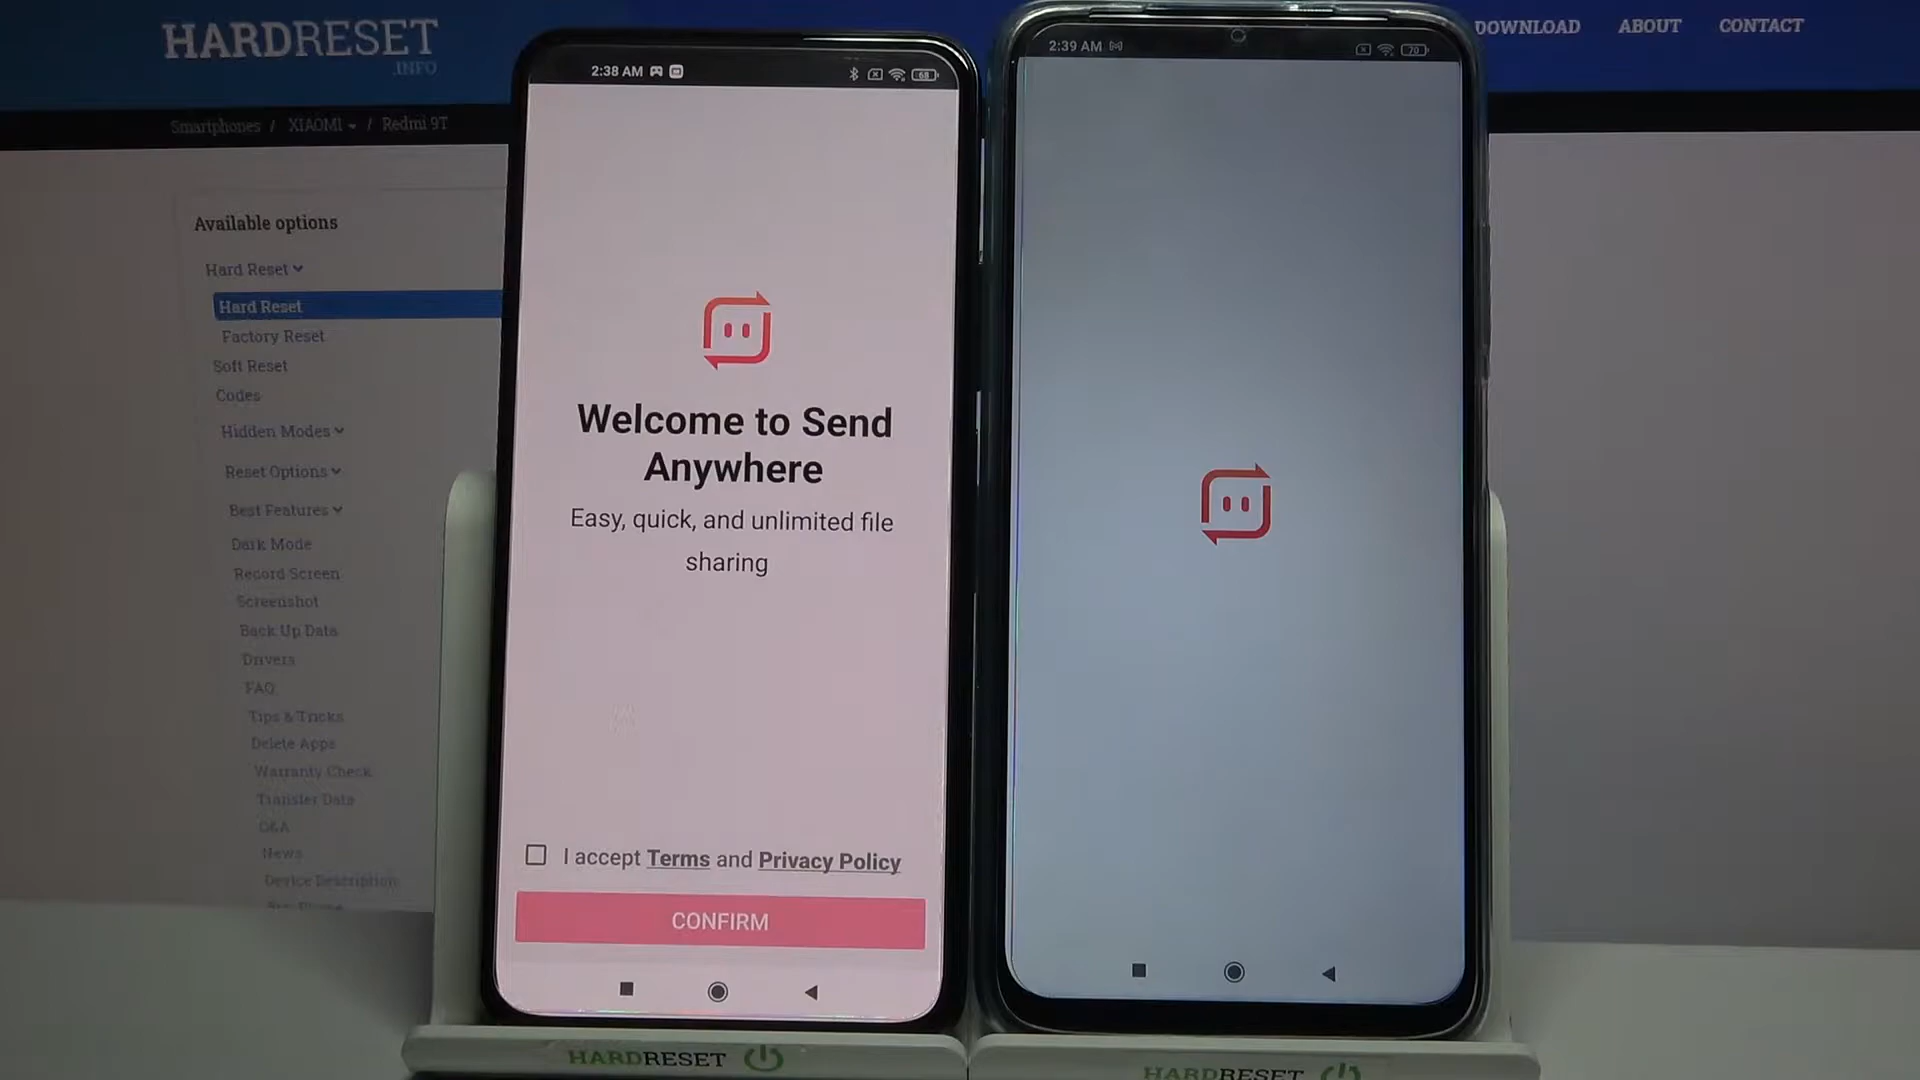 HARDRESET
.INFO
DOWNLOAD ABOUT CONTACT
Smartphones / XIAOMI / Redmi 9T
Available options
Hard Reset
Hard Reset
Factory Reset
Soft Reset
Codes
Hidden Modes
Reset Options
Best Features
Dark Mode
Record Screen
Screenshot
Back Up Data
Drivers
FAQ
Tips & Tricks
Delete Apps
Warranty Check
Transfer Data
Q&A
News
Device Description
2:38 AM
68
Welcome to Send
Anywhere
Easy, quick, and unlimited file
sharing
I accept Terms and Privacy Policy
CONFIRM
2:39 AM
70
HARDRESET
HARDRESET